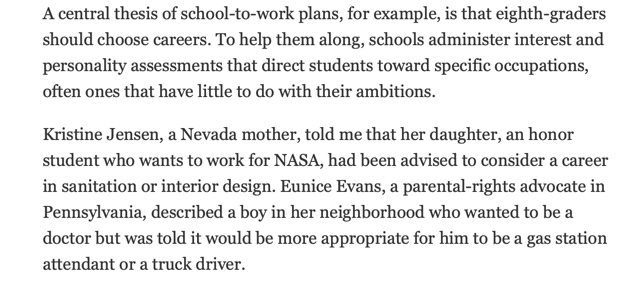 A central thesis of school-to-work plans, for example, is that eighth-graders
should choose careers. To help them along, schools administer interest and
personality assessments that direct students toward specific occupations,
often ones that have little to do with their ambitions.
Kristine Jensen, a Nevada mother, told me that her daughter, an honor
student who wants to work for NASA, had been advised to consider a career
in sanitation or interior design. Eunice Evans, a parental-rights advocate in
Pennsylvania, described a boy in her neighborhood who wanted to be a
doctor but was told it would be more appropriate for him to be a gas station
attendant or a truck driver.